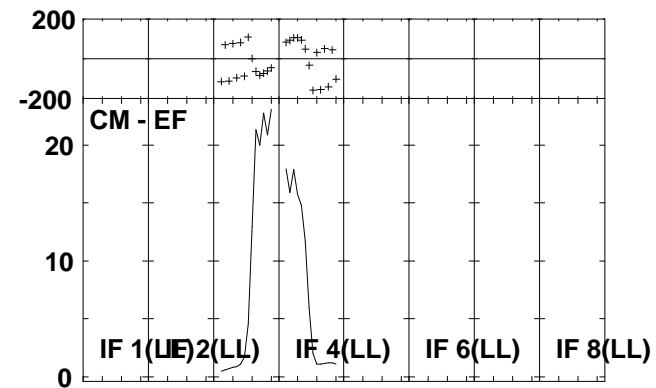 200
-200
CM - EF
20
10
0
IF 1(LL)
IF 2(LL)
IF 4(LL)
IF 6(LL)
IF 8(LL)